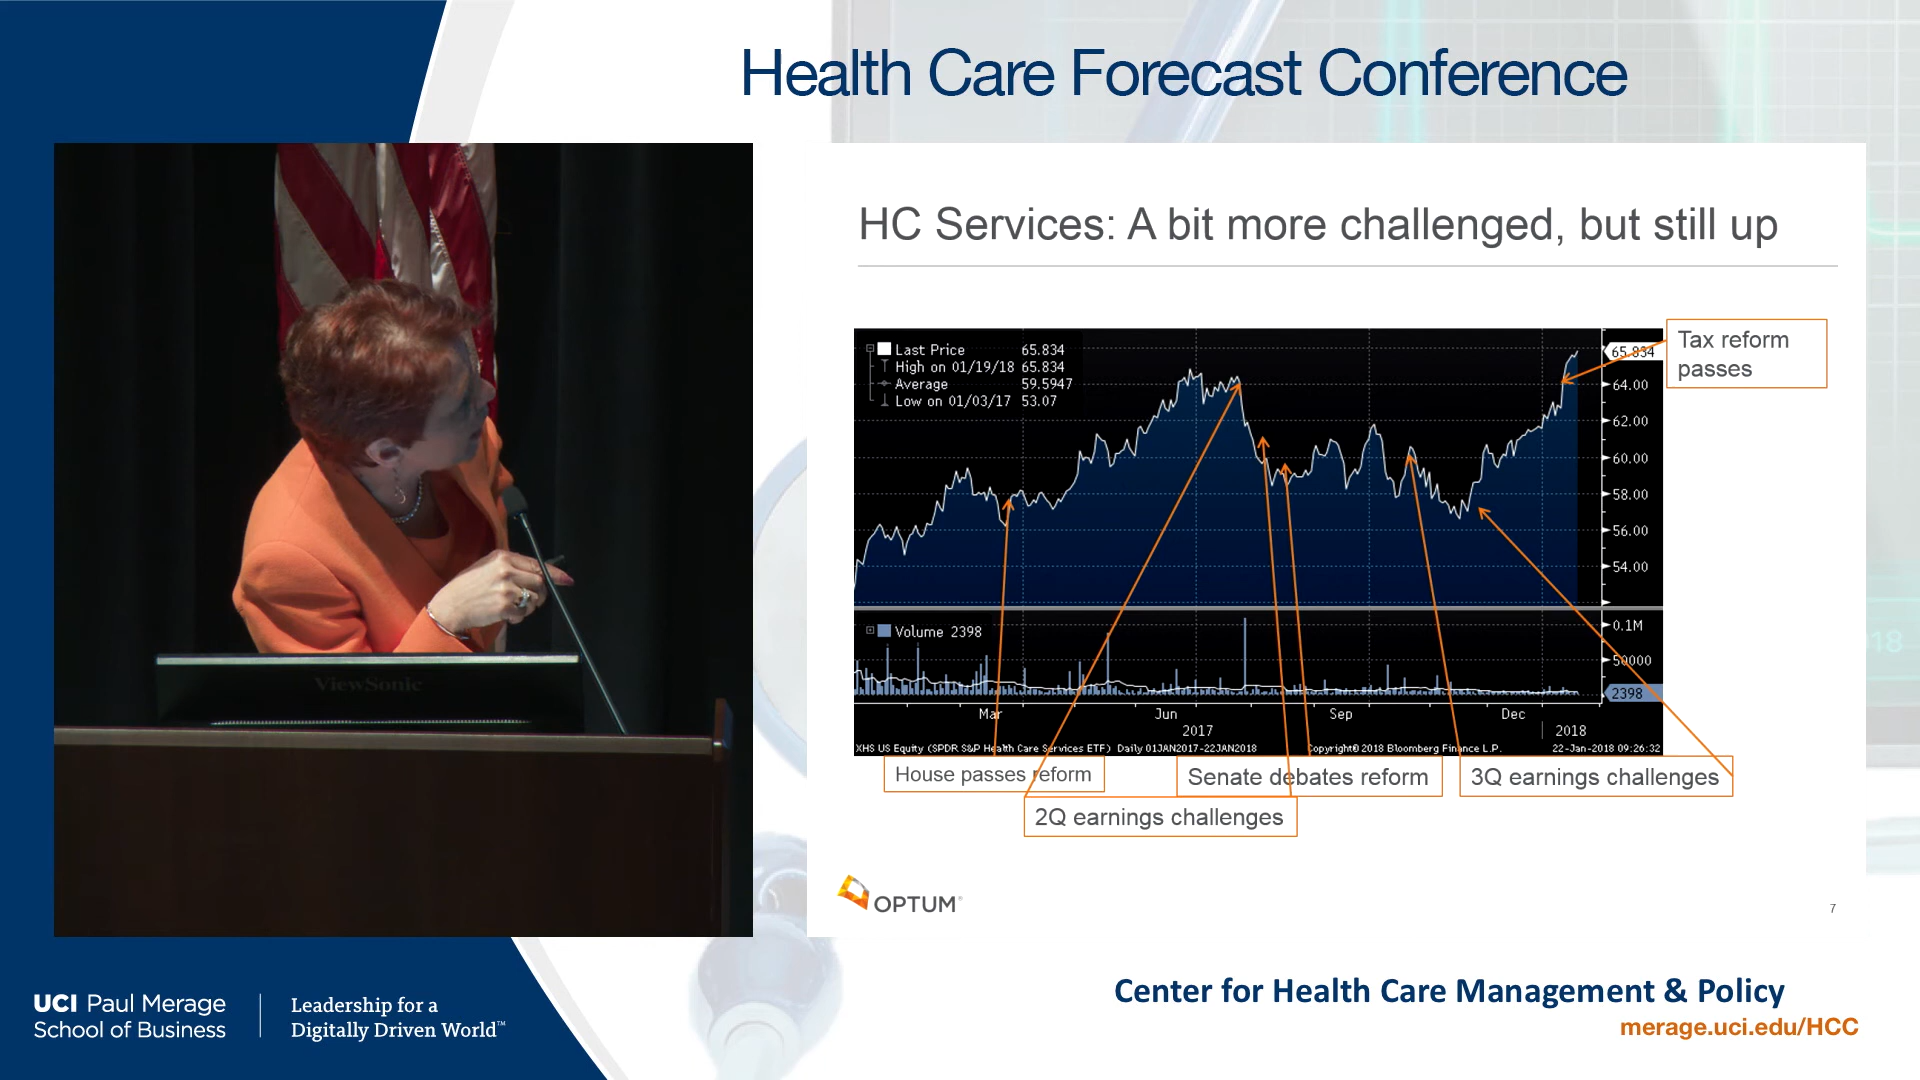 Health Care Forecast Conference
HC Services: A bit more challenged, but still up
Tax reform
passes
Last Price 65.834
High on 01/19/18 65.834
Average 59.5947
Low on 01/03/17 53.07
65.834
64.00
62.00
60.00
58.00
56.00
54.00
Volume 2398
0.1M
50000
2398
Mar Jun Sep Dec
2017 2018
XHS US Equity (SPDR S&P Health Care Services ETF) Daily 01JAN2017-22JAN2018 Copyright© 2018 Bloomberg Finance L.P. 22-Jan-2018 09:26:32
House passes reform
Senate debates reform
3Q earnings challenges
2Q earnings challenges
OPTUM®
7
ViewSonic
UCI Paul Merage
School of Business
Leadership for a
Digitally Driven World™
Center for Health Care Management & Policy
merage.uci.edu/HCC
18